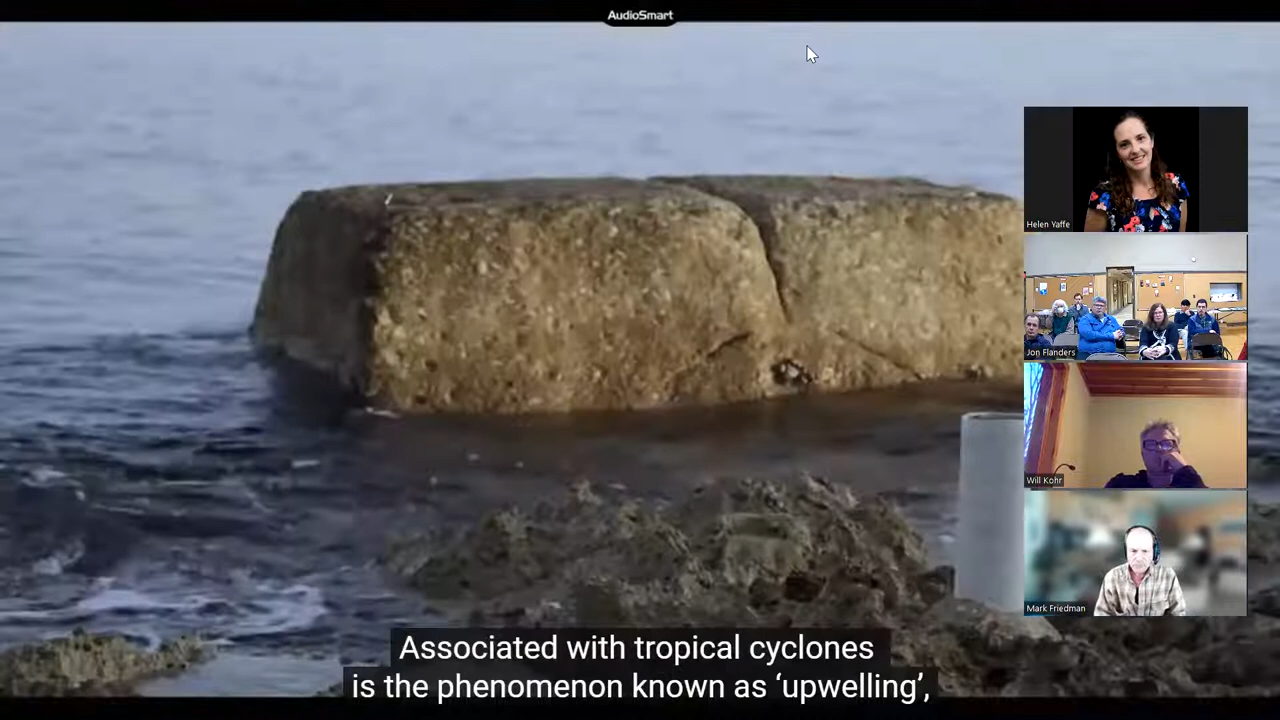 AudioSmart
Helen Yaffe
Jon Flanders
Will Kohr
Mark Friedman
Associated with tropical cyclones
is the phenomenon known as ‘upwelling’,